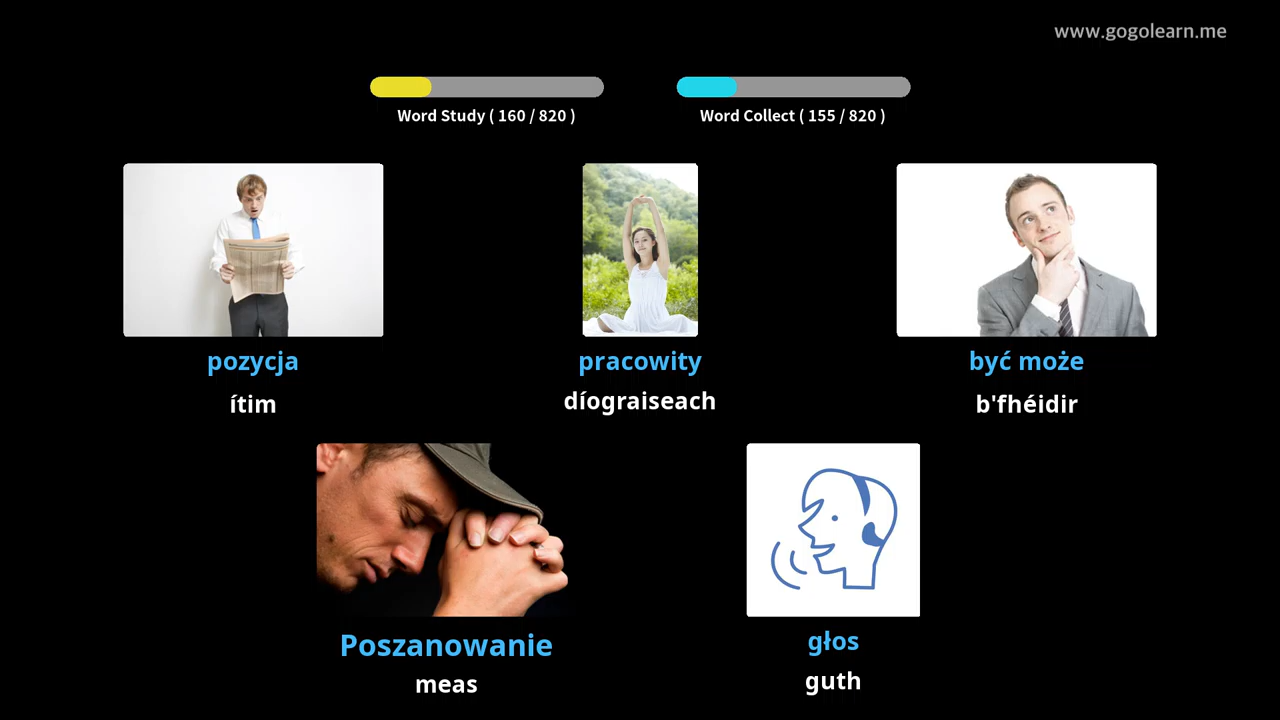 www.gogolearn.me
Word Study ( 160 / 820 )
Word Collect ( 155 / 820 )
pozycja
pracowity
być może
ítim
díograiseach
b'fhéidir
Poszanowanie
głos
meas
guth